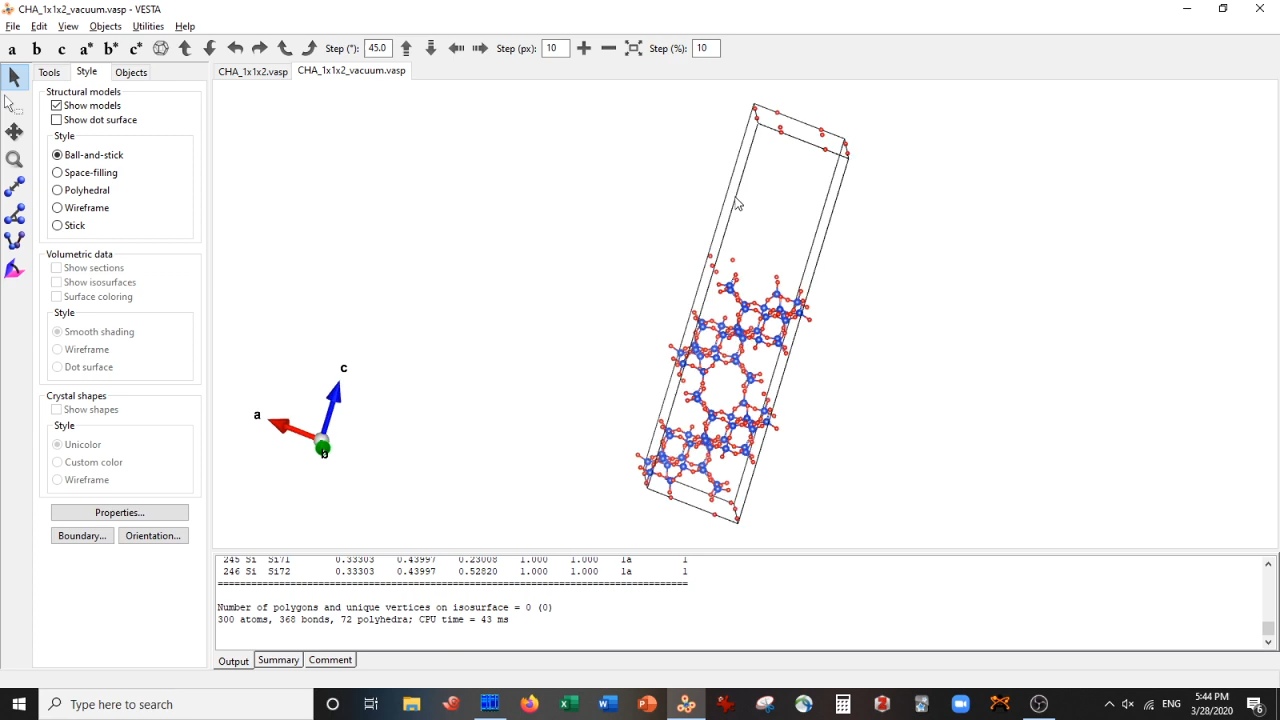 CHA_1x1x2_vacuum.vasp - VESTA
File Edit View Objects Utilities Help
a b c a* b* c* Step (°): 45.0 Step (px): 10 Step (%): 10
Tools Style Objects
CHA_1x1x2.vasp CHA_1x1x2_vacuum.vasp
Structural models
Show models
Show dot surface
Style
Ball-and-stick
Space-filling
Polyhedral
Wireframe
Stick
Volumetric data
Show sections
Show isosurfaces
Surface coloring
Style
Smooth shading
Wireframe
Dot surface
Crystal shapes
Show shapes
Style
Unicolor
Custom color
Wireframe
Properties...
Boundary... Orientation...
c
a
b
245 Si Si71 0.33303 0.43997 0.23008 1.000 1.000 1a 1
246 Si Si72 0.33303 0.43997 0.52820 1.000 1.000 1a 1
Number of polygons and unique vertices on isosurface = 0 (0)
300 atoms, 368 bonds, 72 polyhedra; CPU time = 43 ms
Output Summary Comment
Type here to search
ENG
5:44 PM
3/28/2020
6